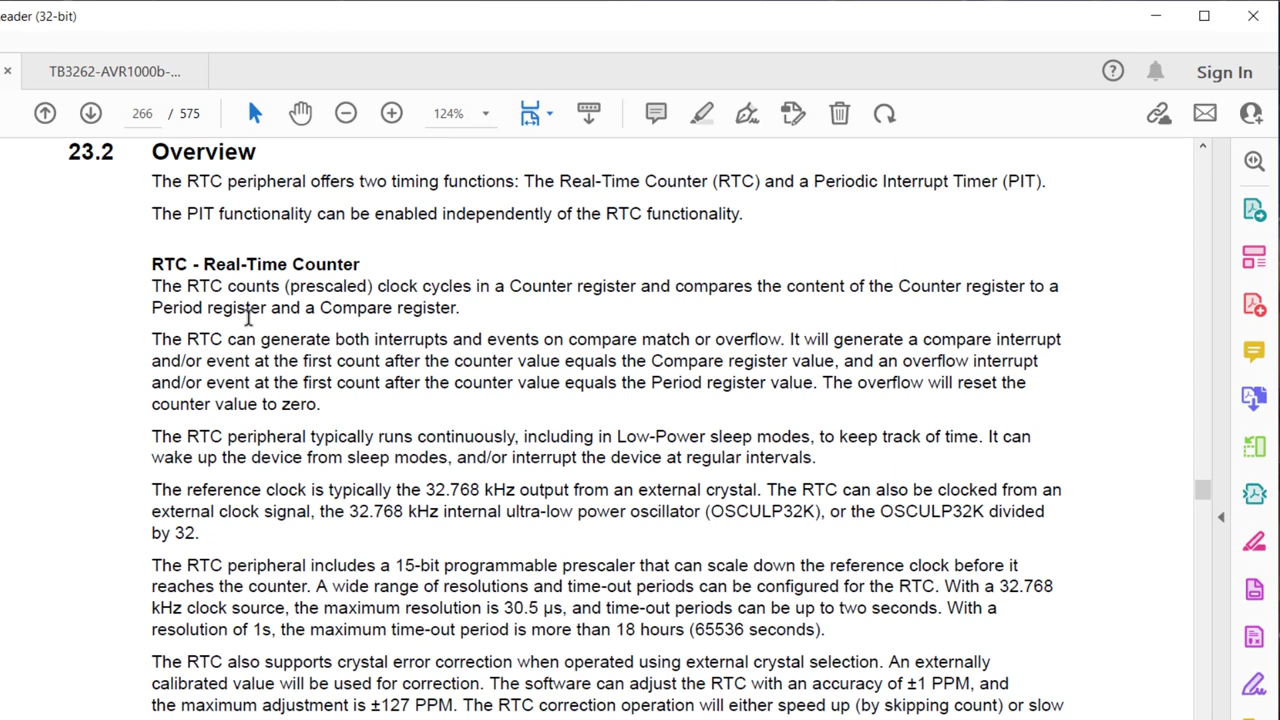 eader (32-bit)
TB3262-AVR1000b-...
Sign In
266 / 575
124%
23.2 Overview
The RTC peripheral offers two timing functions: The Real-Time Counter (RTC) and a Periodic Interrupt Timer (PIT).
The PIT functionality can be enabled independently of the RTC functionality.
RTC - Real-Time Counter
The RTC counts (prescaled) clock cycles in a Counter register and compares the content of the Counter register to a
Period register and a Compare register.
The RTC can generate both interrupts and events on compare match or overflow. It will generate a compare interrupt
and/or event at the first count after the counter value equals the Compare register value, and an overflow interrupt
and/or event at the first count after the counter value equals the Period register value. The overflow will reset the
counter value to zero.
The RTC peripheral typically runs continuously, including in Low-Power sleep modes, to keep track of time. It can
wake up the device from sleep modes, and/or interrupt the device at regular intervals.
The reference clock is typically the 32.768 kHz output from an external crystal. The RTC can also be clocked from an
external clock signal, the 32.768 kHz internal ultra-low power oscillator (OSCULP32K), or the OSCULP32K divided
by 32.
The RTC peripheral includes a 15-bit programmable prescaler that can scale down the reference clock before it
reaches the counter. A wide range of resolutions and time-out periods can be configured for the RTC. With a 32.768
kHz clock source, the maximum resolution is 30.5 µs, and time-out periods can be up to two seconds. With a
resolution of 1s, the maximum time-out period is more than 18 hours (65536 seconds).
The RTC also supports crystal error correction when operated using external crystal selection. An externally
calibrated value will be used for correction. The software can adjust the RTC with an accuracy of ±1 PPM, and
the maximum adjustment is ±127 PPM. The RTC correction operation will either speed up (by skipping count) or slow